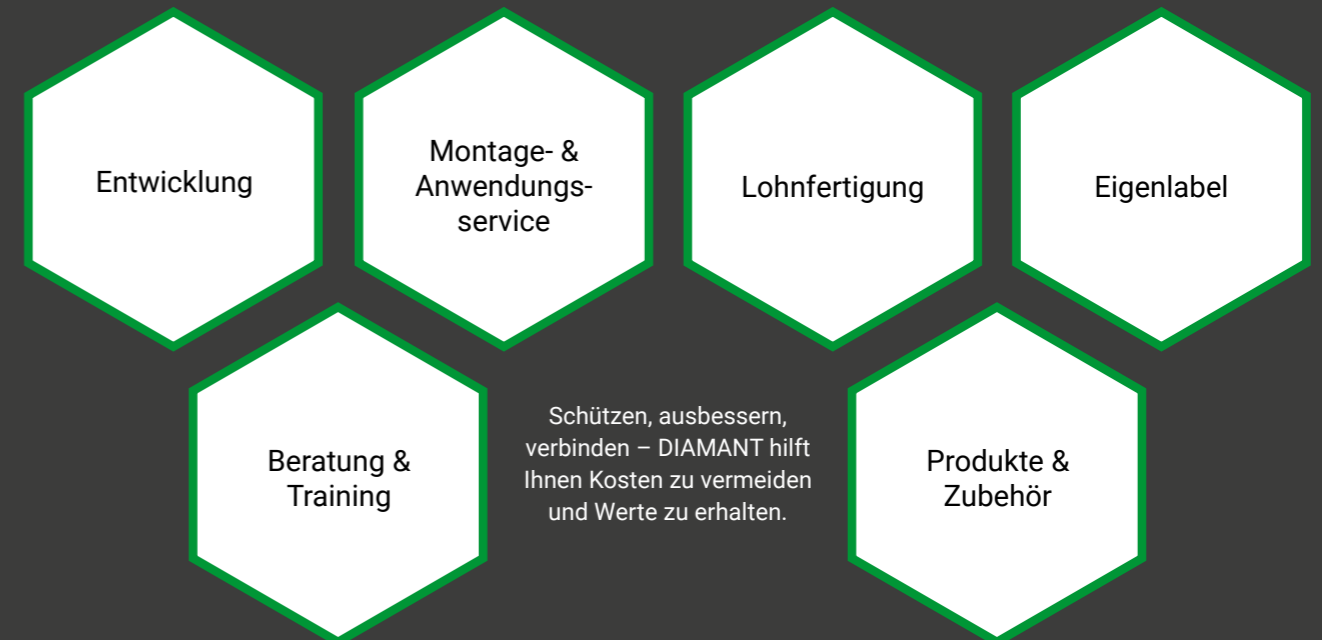 Entwicklung
Montage- &
Anwendungs-
service
Lohnfertigung
Eigenlabel
Beratung &
Training
Schützen, ausbessern,
verbinden – DIAMANT hilft
Ihnen Kosten zu vermeiden
und Werte zu erhalten.
Produkte &
Zubehör